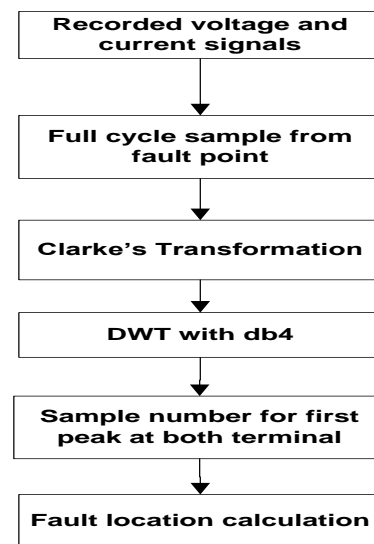 Recorded voltage and
current signals
Full cycle sample from
fault point
Clarke's Transformation
DWT with db4
Sample number for first
peak at both terminal
Fault location calculation